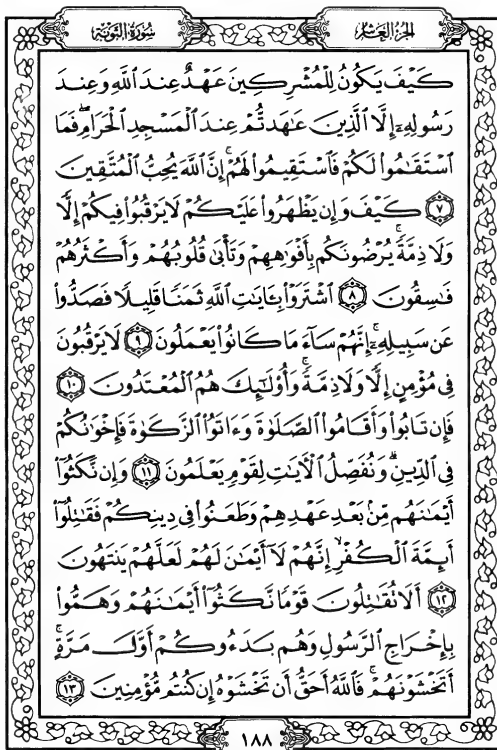 الجزء العاشر
سورة التوبة
كَيْفَ يَكُونُ لِلْمُشْرِكِينَ عَهْدٌ عِندَ ٱللَّهِ وَعِندَ
رَسُولِهِۦٓ إِلَّا ٱلَّذِينَ عَٰهَدتُّمْ عِندَ ٱلْمَسْجِدِ ٱلْحَرَامِۖ فَمَا
ٱسْتَقَٰمُوا۟ لَكُمْ فَٱسْتَقِيمُوا۟ لَهُمْۚ إِنَّ ٱللَّهَ يُحِبُّ ٱلْمُتَّقِينَ
۝٧ كَيْفَ وَإِن يَظْهَرُوا۟ عَلَيْكُمْ لَا يَرْقُبُوا۟ فِيكُمْ إِلًّا
وَلَا ذِمَّةًۚ يُرْضُونَكُم بِأَفْوَٰهِهِمْ وَتَأْبَىٰ قُلُوبُهُمْ وَأَكْثَرُهُمْ
فَٰسِقُونَ ۝٨ ٱشْتَرَوْا۟ بِـَٔايَٰتِ ٱللَّهِ ثَمَنًا قَلِيلًا فَصَدُّوا۟
عَن سَبِيلِهِۦٓۚ إِنَّهُمْ سَآءَ مَا كَانُوا۟ يَعْمَلُونَ ۝٩ لَا يَرْقُبُونَ
فِى مُؤْمِنٍ إِلًّا وَلَا ذِمَّةًۚ وَأُو۟لَٰٓئِكَ هُمُ ٱلْمُعْتَدُونَ ۝١٠
فَإِن تَابُوا۟ وَأَقَامُوا۟ ٱلصَّلَوٰةَ وَءَاتَوُا۟ ٱلزَّكَوٰةَ فَإِخْوَٰنُكُمْ
فِى ٱلدِّينِۗ وَنُفَصِّلُ ٱلْءَايَٰتِ لِقَوْمٍ يَعْلَمُونَ ۝١١ وَإِن نَّكَثُوٓا۟
أَيْمَٰنَهُم مِّنۢ بَعْدِ عَهْدِهِمْ وَطَعَنُوا۟ فِى دِينِكُمْ فَقَٰتِلُوٓا۟
أَئِمَّةَ ٱلْكُفْرِۙ إِنَّهُمْ لَآ أَيْمَٰنَ لَهُمْ لَعَلَّهُمْ يَنتَهُونَ
۝١٢ أَلَا تُقَٰتِلُونَ قَوْمًا نَّكَثُوٓا۟ أَيْمَٰنَهُمْ وَهَمُّوا۟
بِإِخْرَاجِ ٱلرَّسُولِ وَهُم بَدَءُوكُمْ أَوَّلَ مَرَّةٍۚ
أَتَخْشَوْنَهُمْۚ فَٱللَّهُ أَحَقُّ أَن تَخْشَوْهُ إِن كُنتُم مُّؤْمِنِينَ ۝١٣
١٨٨